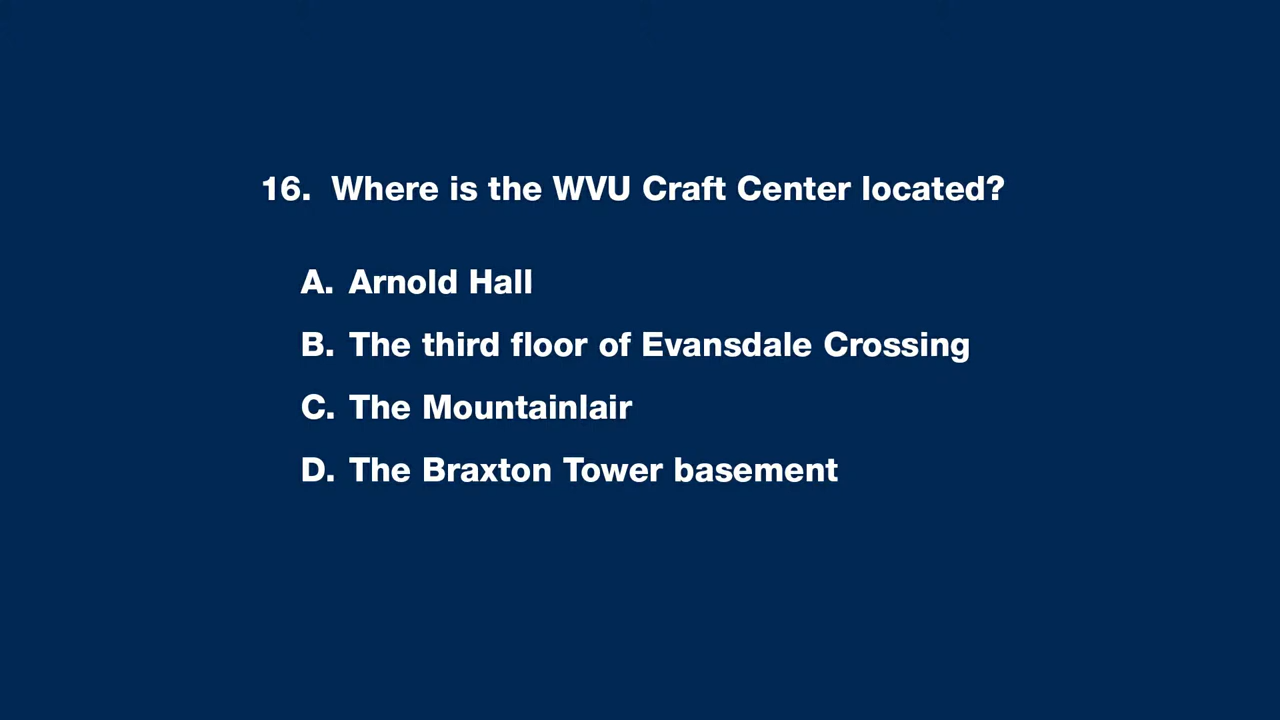 16. Where is the WVU Craft Center located?
A. Arnold Hall
B. The third floor of Evansdale Crossing
C. The Mountainlair
D. The Braxton Tower basement